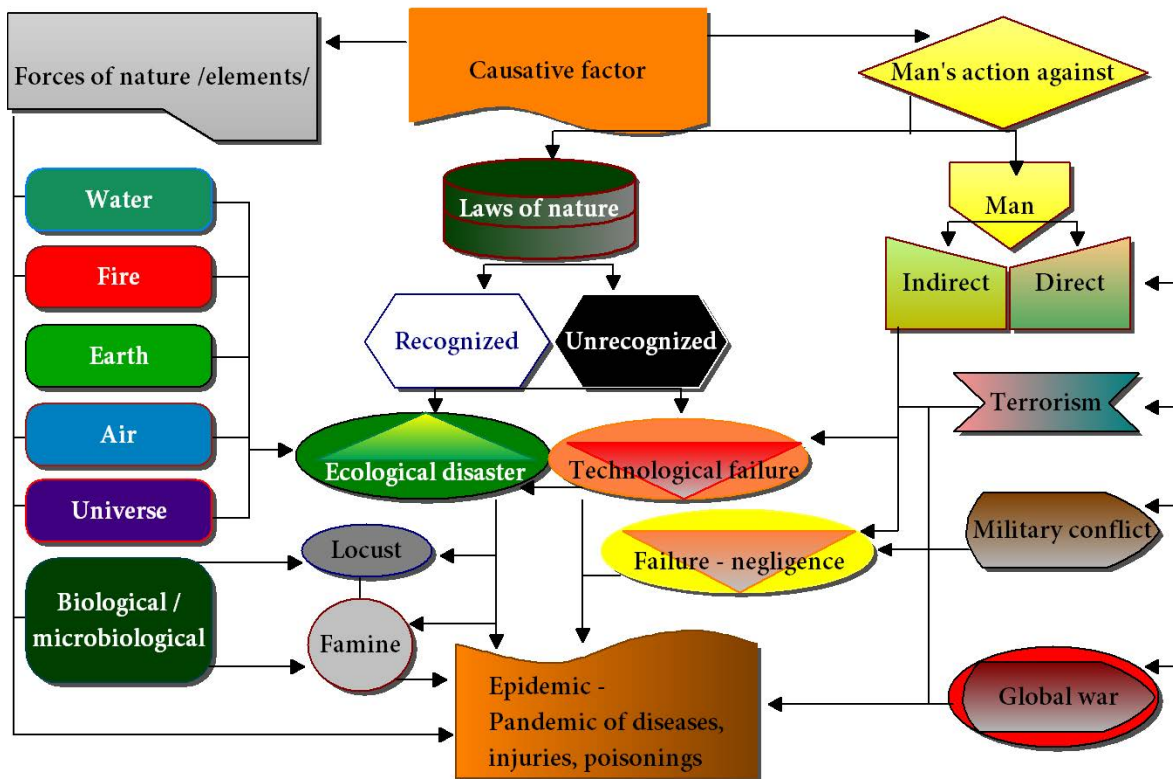 Forces of nature /elements/
Causative factor
Man's action against
Water
Laws of nature
Man
Fire
Indirect
Direct
Earth
Recognized
Unrecognized
Terrorism
Air
Ecological disaster
Technological failure
Universe
Military conflict
Locust
Failure - negligence
Biological /
microbiological
Famine
Epidemic -
Pandemic of diseases,
injuries, poisonings
Global war